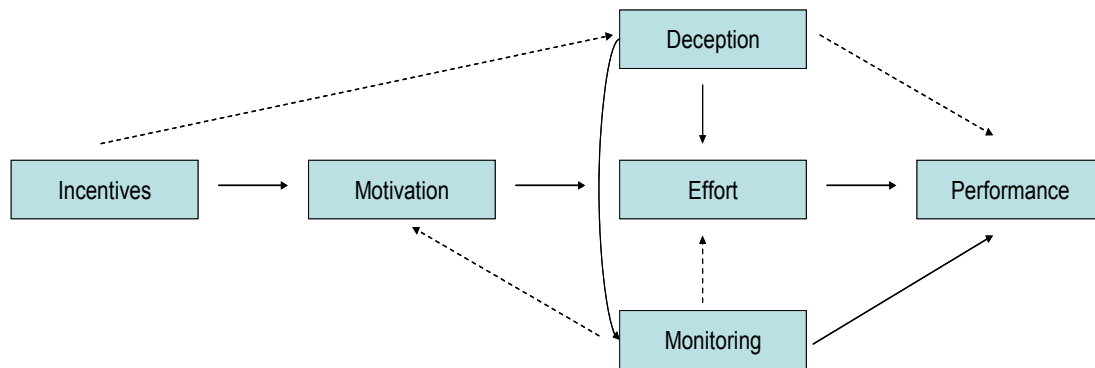 Deception
Incentives
Motivation
Effort
Performance
Monitoring